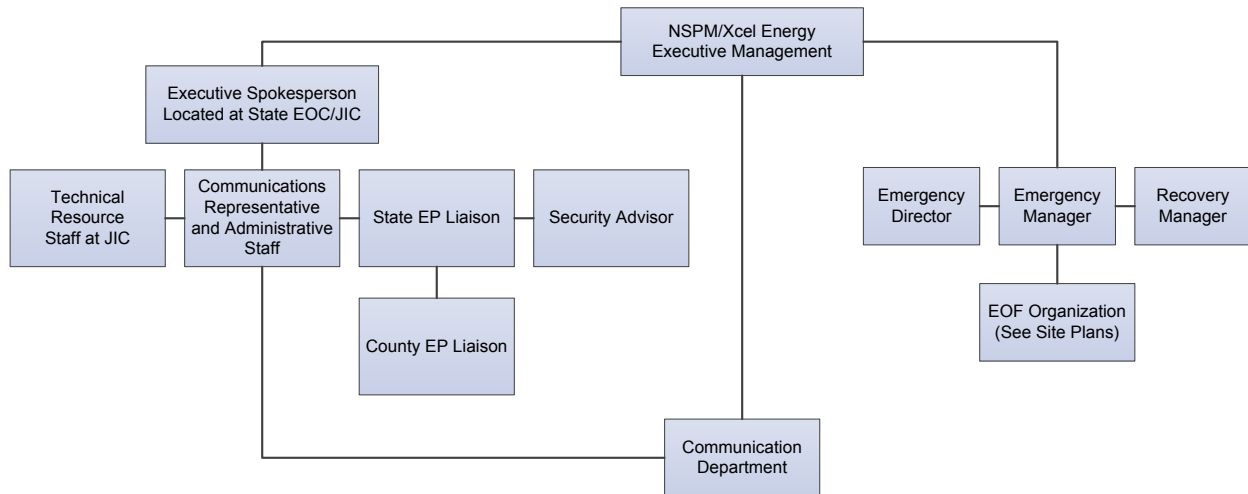 NSPM/Xcel Energy
Executive Management
Executive Spokesperson
Located at State EOC/JIC
Technical
Resource
Staff at JIC
Communications
Representative
and Administrative
Staff
State EP Liaison
Security Advisor
County EP Liaison
Emergency
Director
Emergency
Manager
Recovery
Manager
EOF Organization
(See Site Plans)
Communication
Department